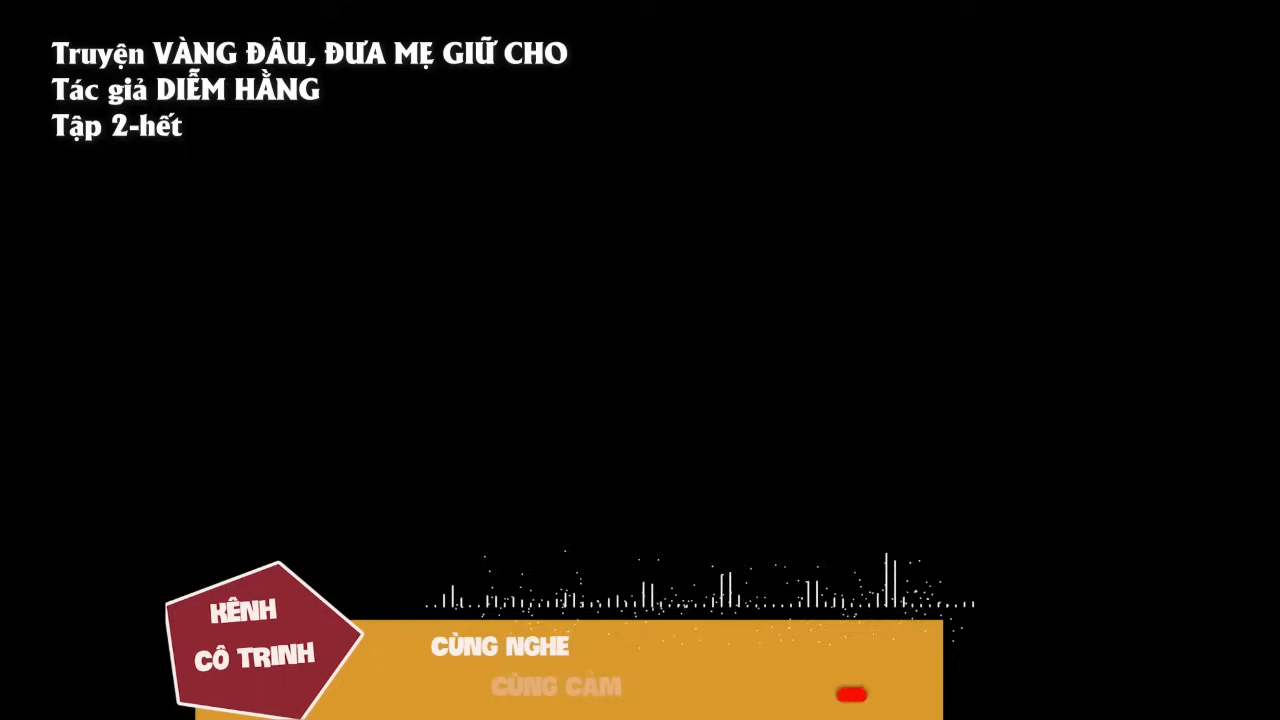 Truyện VÀNG ĐÂU, ĐƯA MẸ GIỮ CHO
Tác giả DIỄM HẰNG
Tập 2-hết
KÊNH
CÔ TRINH
CÙNG NGHE
CÙNG CẢM